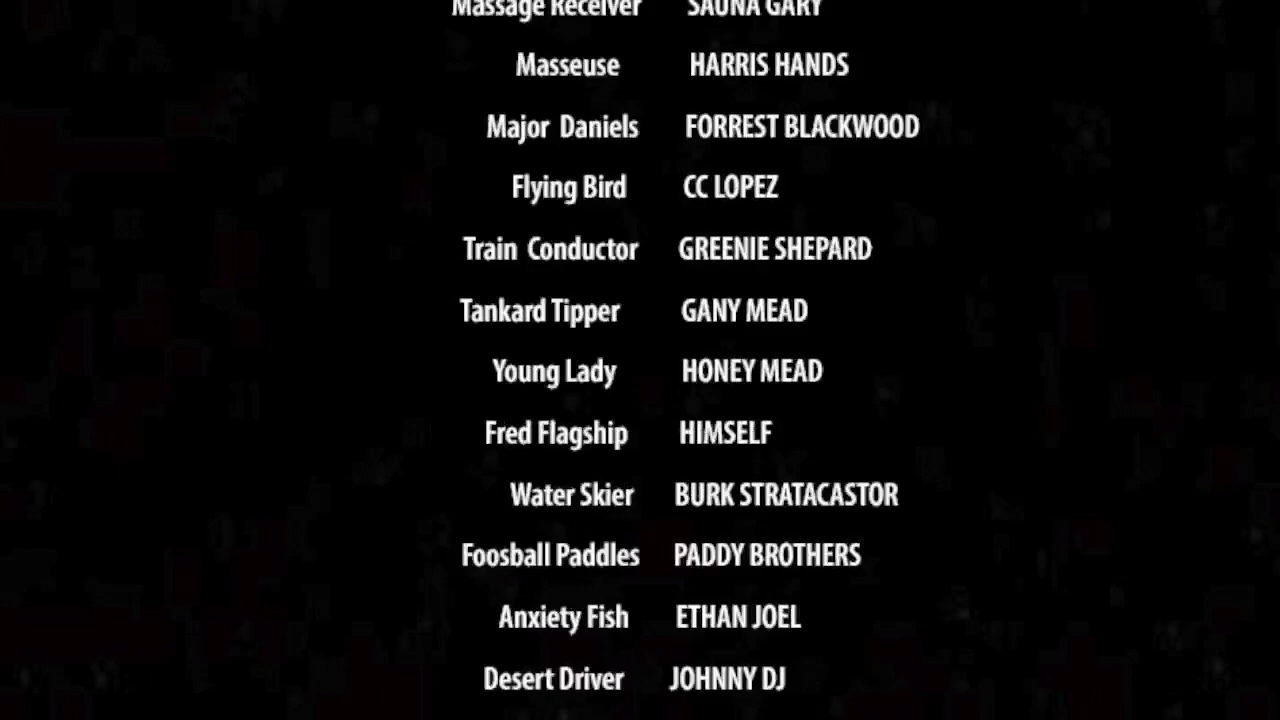 Massage Receiver SAUNA GARY
Masseuse HARRIS HANDS
Major Daniels FORREST BLACKWOOD
Flying Bird CC LOPEZ
Train Conductor GREENIE SHEPARD
Tankard Tipper GANY MEAD
Young Lady HONEY MEAD
Fred Flagship HIMSELF
Water Skier BURK STRATACASTOR
Foosball Paddles PADDY BROTHERS
Anxiety Fish ETHAN JOEL
Desert Driver JOHNNY DJ